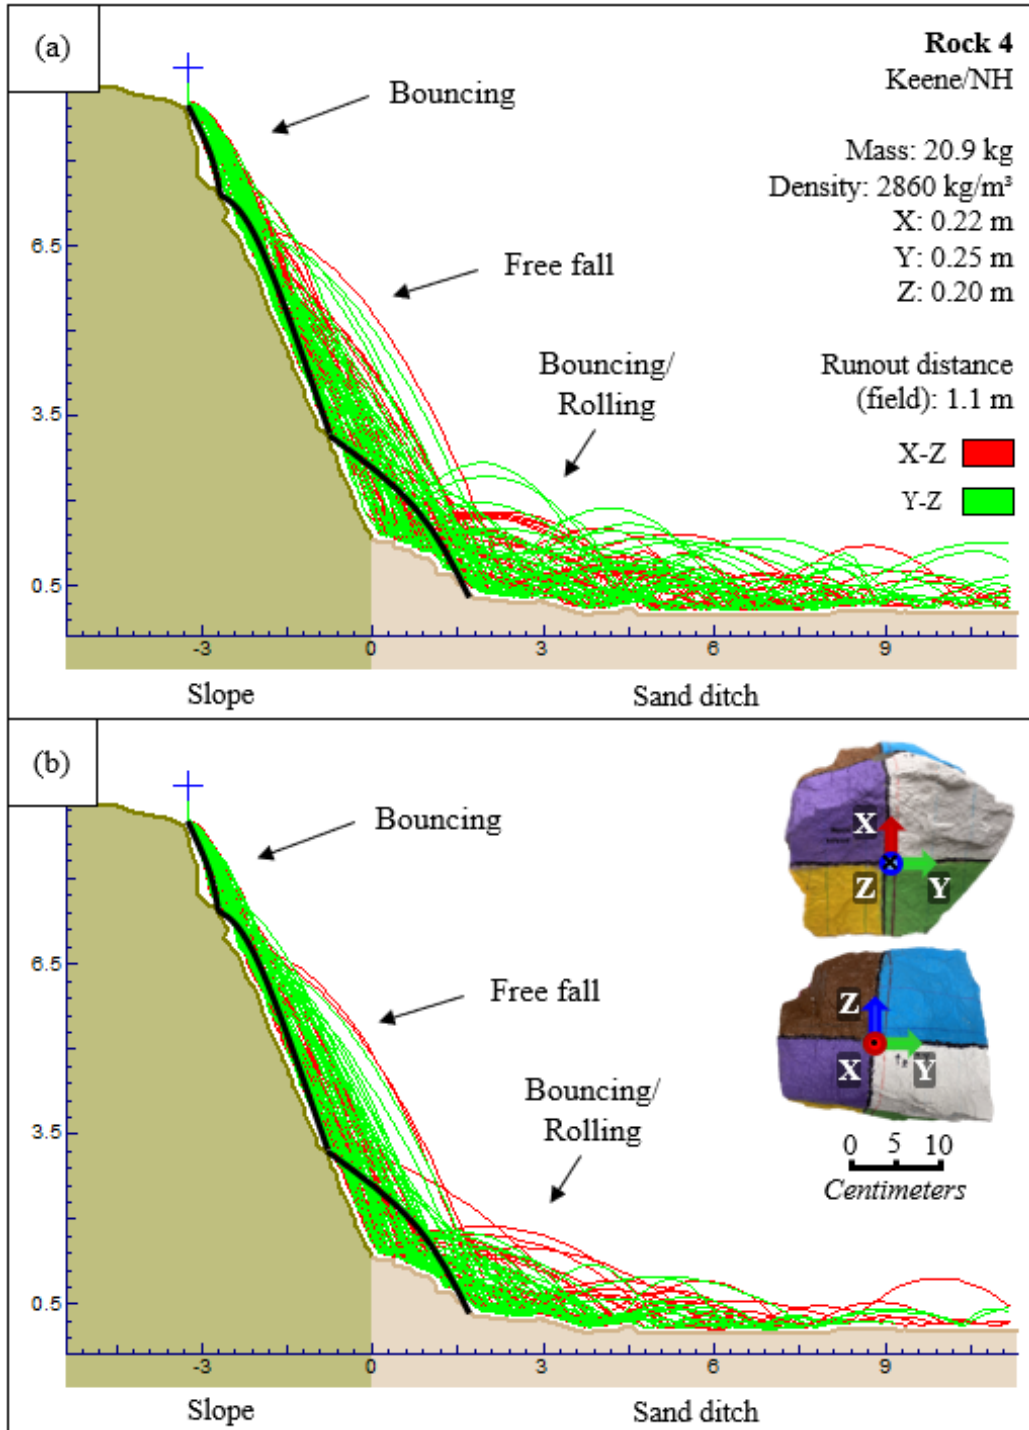 (a)
Rock 4
Keene/NH
Bouncing
Mass: 20.9 kg
Density: 2860 kg/m³
X: 0.22 m
Y: 0.25 m
Z: 0.20 m
6.5
Free fall
Bouncing/
Rolling
Runout distance
(field): 1.1 m
3.5
X-Z
Y-Z
0.5
-3 0 3 6 9
Slope Sand ditch
(b)
Bouncing
X
Z Y
6.5
Free fall
Z
X Y
Bouncing/
Rolling
3.5
0 5 10
Centimeters
0.5
-3 0 3 6 9
Slope Sand ditch